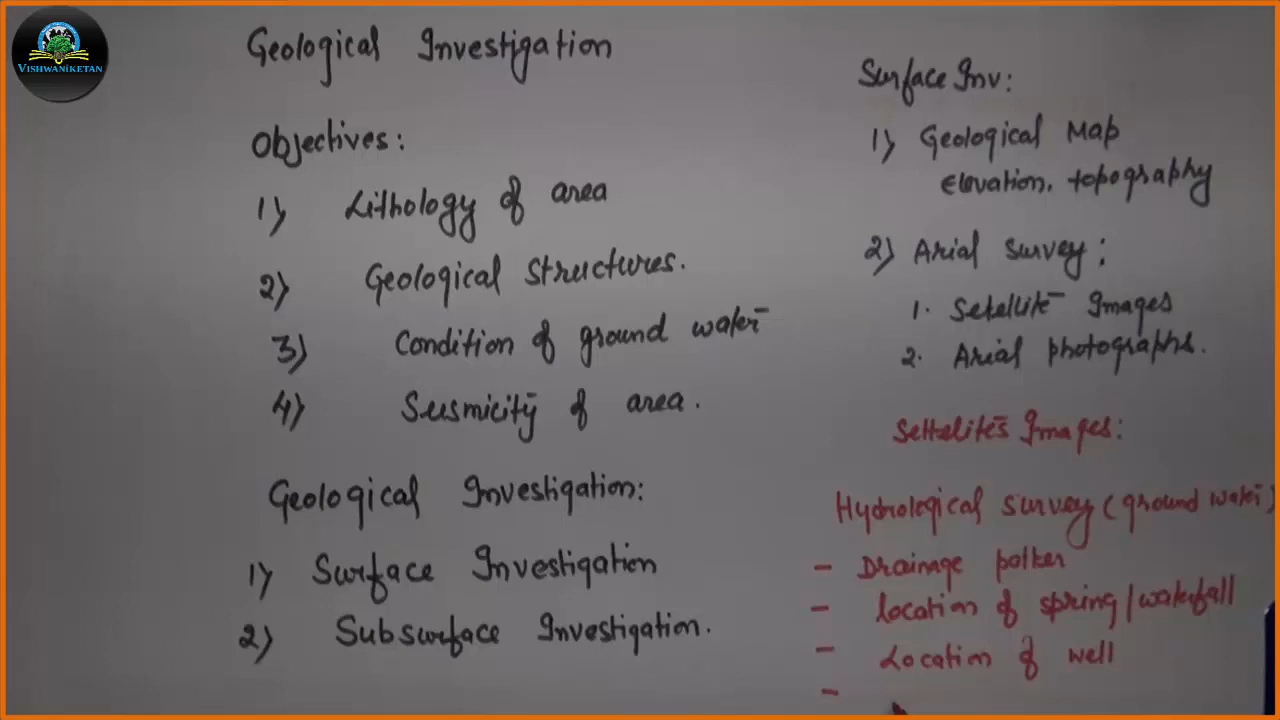 VISHWANIKETAN
Geological Investigation
Objectives:
1) Lithology of area
2) Geological Structures.
3) Condition of ground water
4) Seismicity of area.
Geological Investigation:
1) Surface Investigation
2) Subsurface Investigation.
Surface Inv:
1) Geological Map
Elevation. topography
2) Arial Survey:
1. Setellite Images
2. Arial photographs.
Settelites Images:
Hydrological survey (ground water)
- Drainage patter
- location of spring/waterfall
- Location of well
-